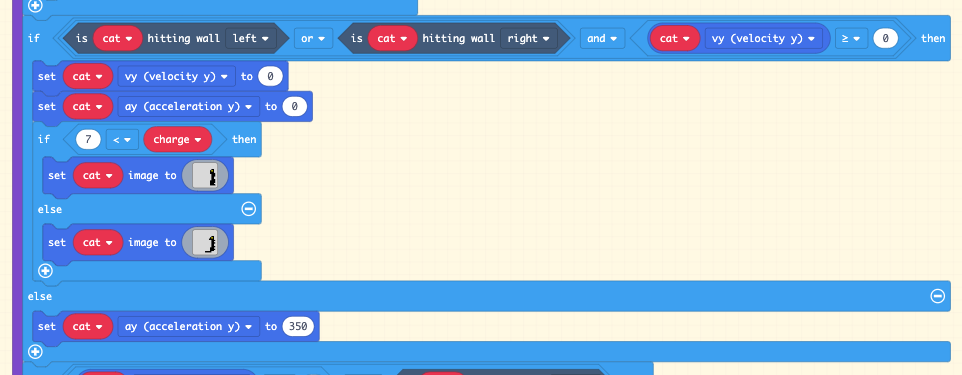 if is cat hitting wall left or is cat hitting wall right and cat vy (velocity y) ≥ 0 then
set cat vy (velocity y) to 0
set cat ay (acceleration y) to 0
if 7 < charge then
set cat image to
else
set cat image to
else
set cat ay (acceleration y) to 350